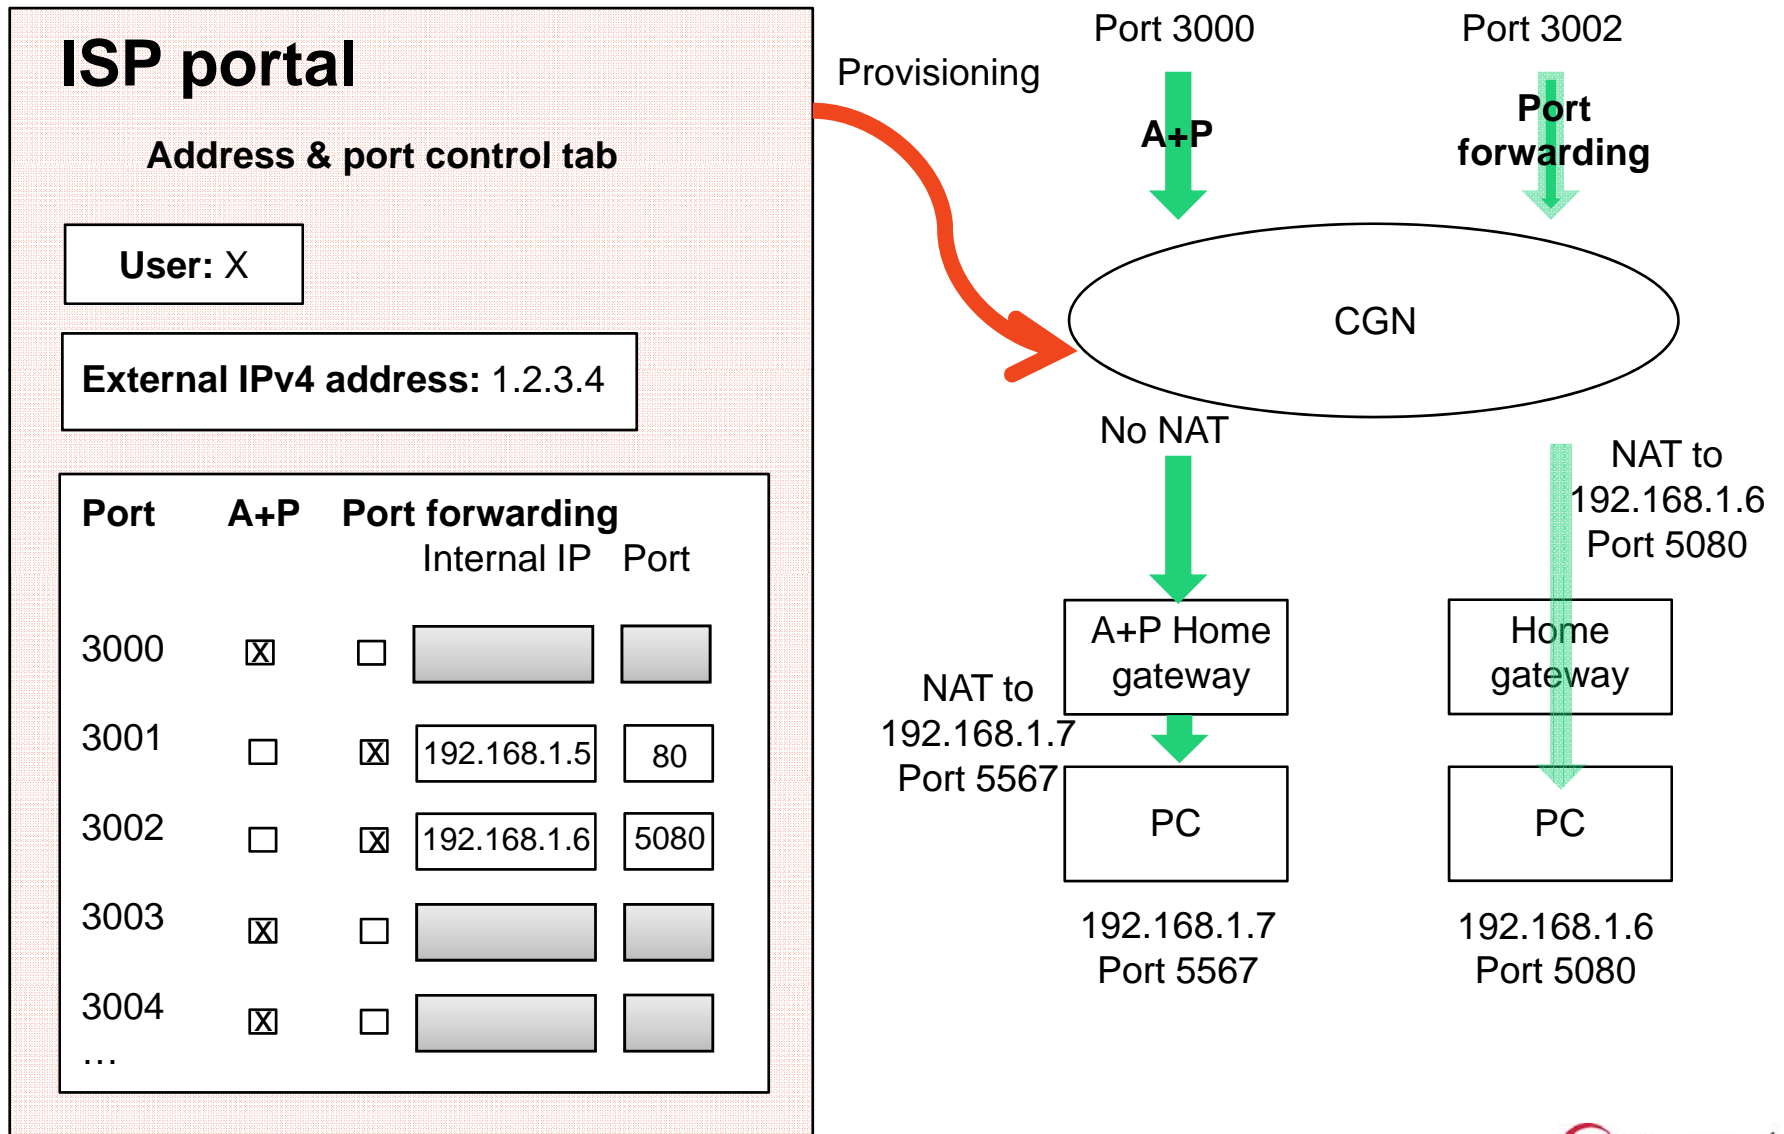 ISP portal
Address & port control tab
User: X
External IPv4 address: 1.2.3.4
Port A+P Port forwarding
Internal IP Port
3000 X
3001 X 192.168.1.5 80
3002 X 192.168.1.6 5080
3003 X
3004 X
…
Provisioning
Port 3000
A+P
Port 3002
Port
forwarding
CGN
No NAT
NAT to
192.168.1.6
Port 5080
A+P Home
gateway
NAT to
192.168.1.7
Port 5567
PC
192.168.1.7
Port 5567
Home
gateway
PC
192.168.1.6
Port 5080